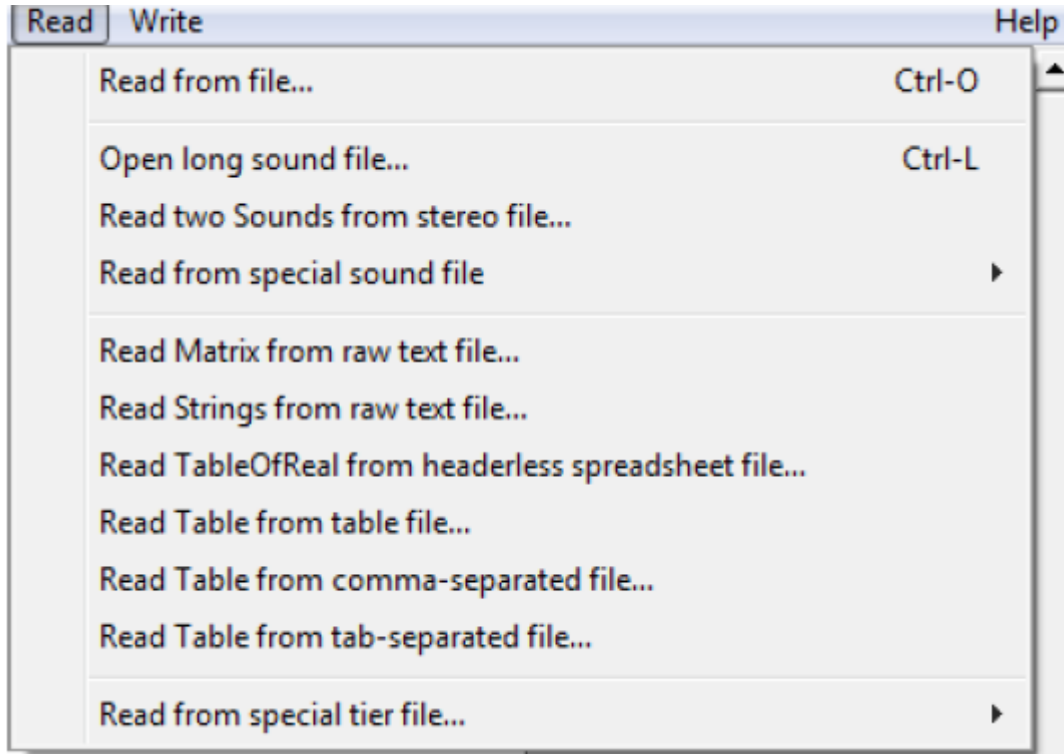 Read Write Help
Read from file... Ctrl-O
Open long sound file... Ctrl-L
Read two Sounds from stereo file...
Read from special sound file
Read Matrix from raw text file...
Read Strings from raw text file...
Read TableOfReal from headerless spreadsheet file...
Read Table from table file...
Read Table from comma-separated file...
Read Table from tab-separated file...
Read from special tier file...